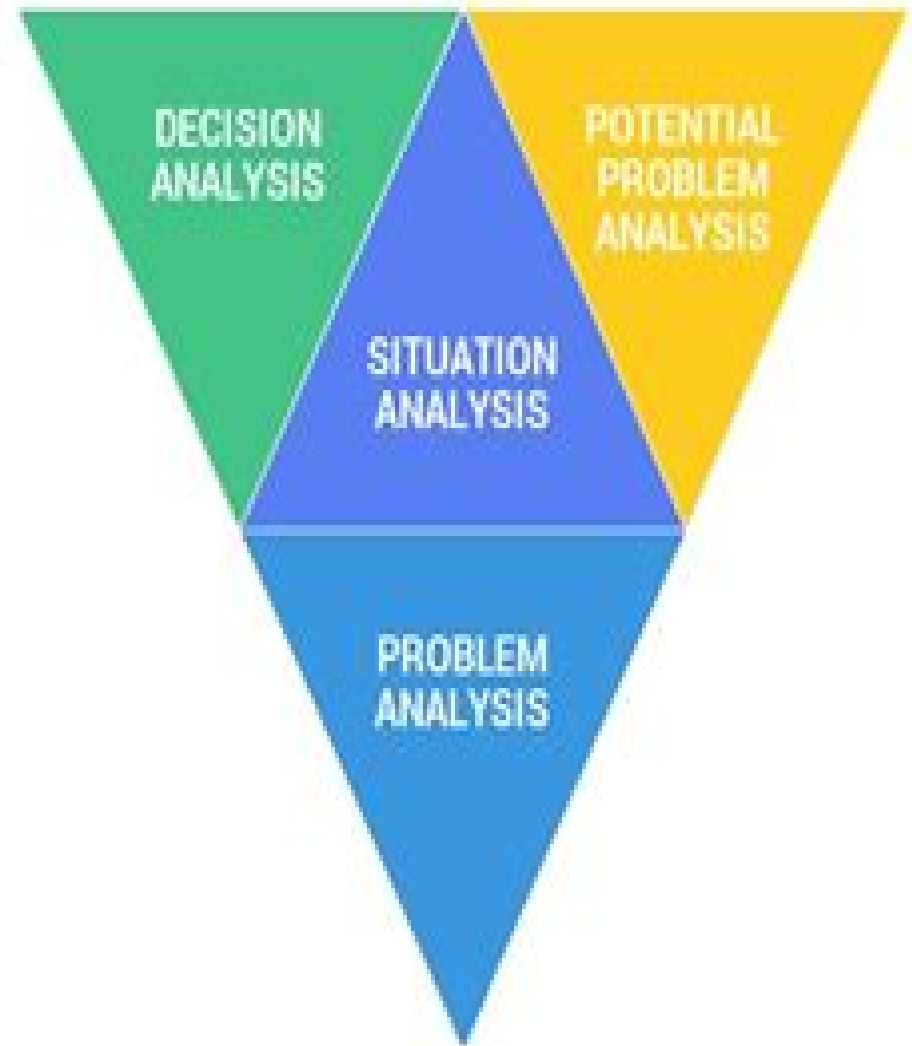 DECISION
ANALYSIS
POTENTIAL
PROBLEM
ANALYSIS
SITUATION
ANALYSIS
PROBLEM
ANALYSIS